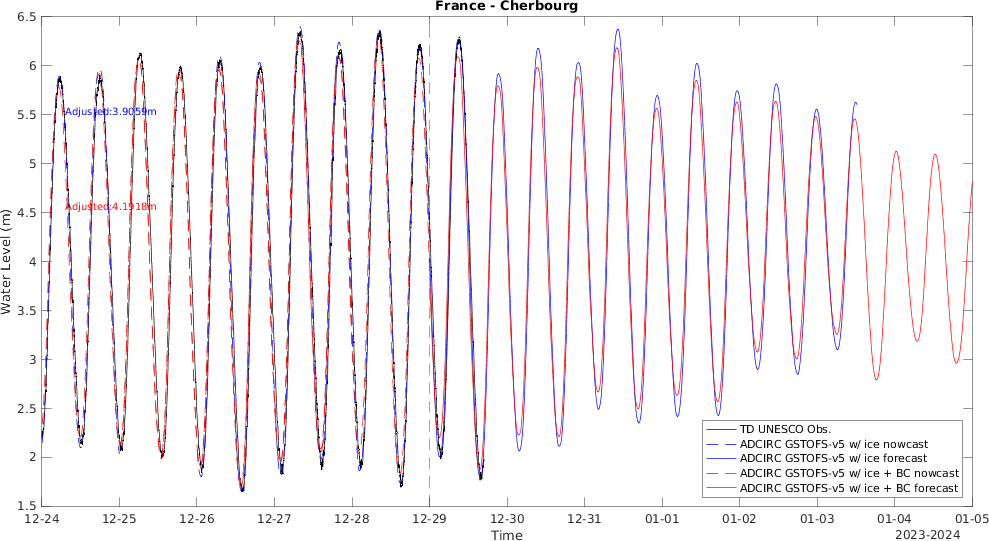 France - Cherbourg
6.5
6
5.5
5
4.5
4
3.5
3
2.5
2
1.5
Water Level (m)
Adjusted:3.9059m
Adjusted:4.1918m
TD UNESCO Obs.
ADCIRC GSTOFS-v5 w/ ice nowcast
ADCIRC GSTOFS-v5 w/ ice forecast
ADCIRC GSTOFS-v5 w/ ice + BC nowcast
ADCIRC GSTOFS-v5 w/ ice + BC forecast
12-24 12-25 12-26 12-27 12-28 12-29 12-30 12-31 01-01 01-02 01-03 01-04 01-05
Time
2023-2024